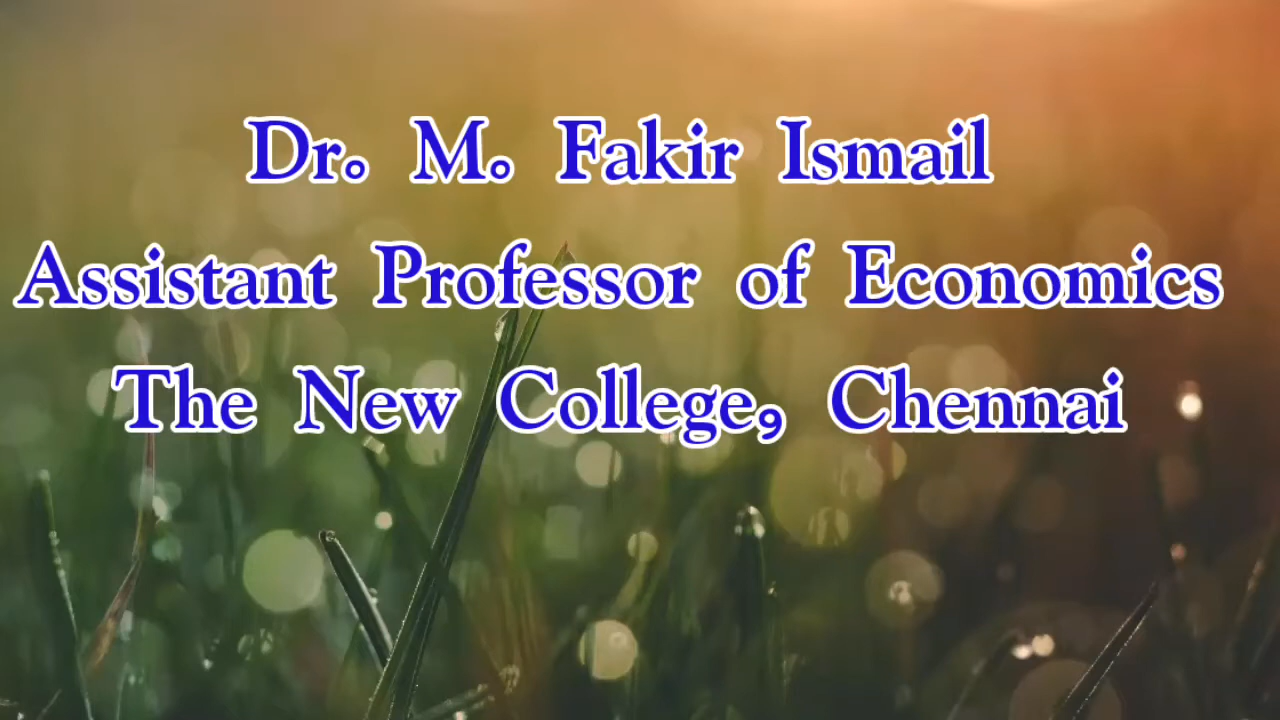 Dr. M. Fakir Ismail
Assistant Professor of Economics
The New College, Chennai